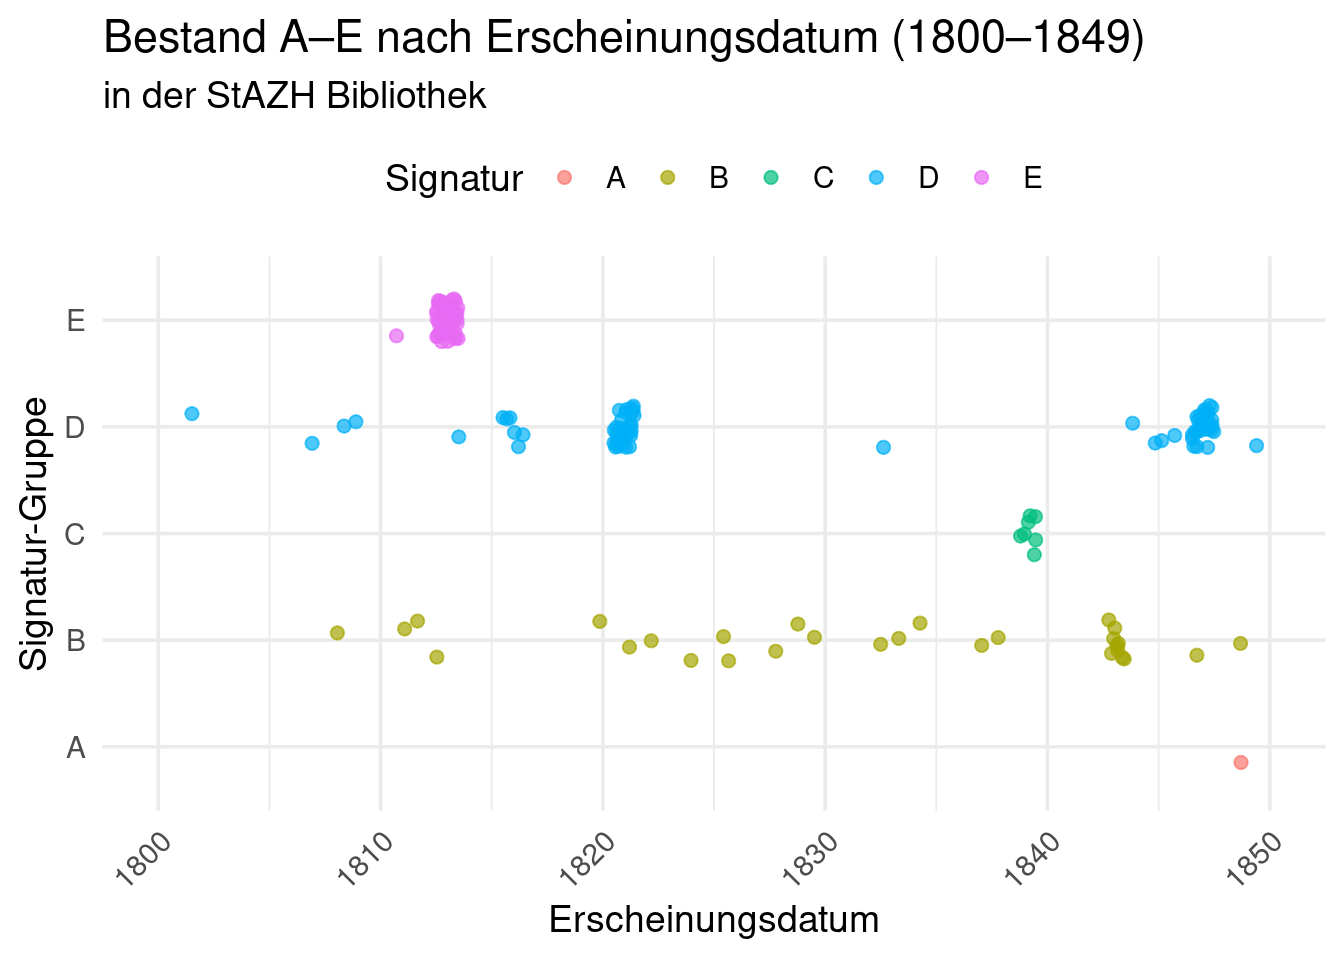 Bestand A–E nach Erscheinungsdatum (1800–1849)
in der StAZH Bibliothek
Signatur A B C D E
E
D
C
B
A
Signatur-Gruppe
1800 1810 1820 1830 1840 1850
Erscheinungsdatum